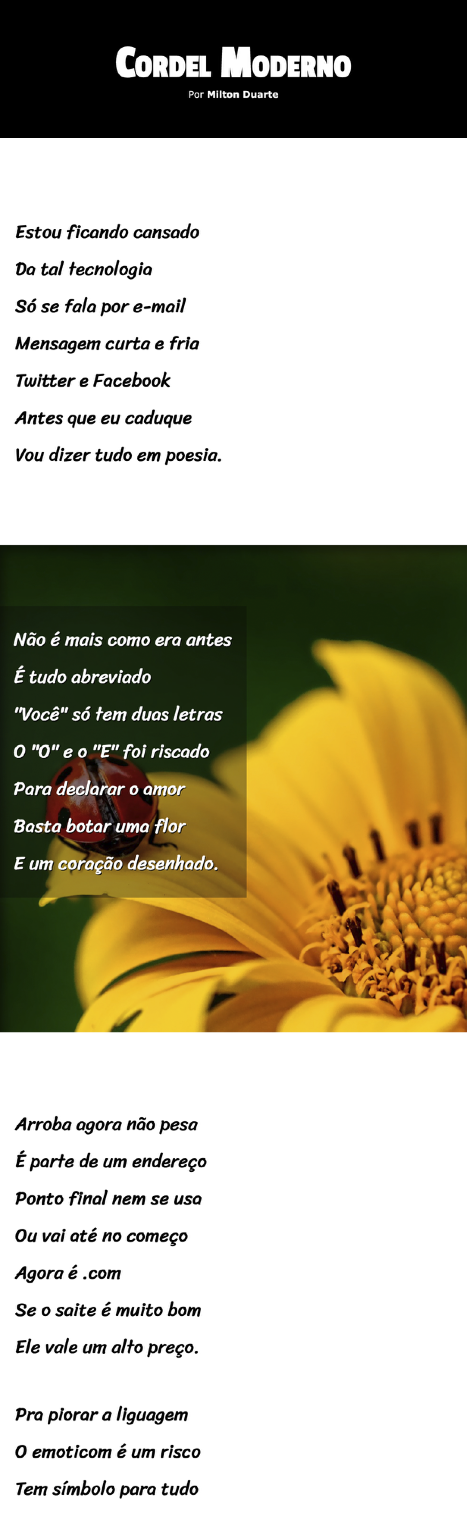 Cordel Moderno
Por Milton Duarte
Estou ficando cansado
Da tal tecnologia
Só se fala por e-mail
Mensagem curta e fria
Twitter e Facebook
Antes que eu caduque
Vou dizer tudo em poesia.
Não é mais como era antes
É tudo abreviado
"Você" só tem duas letras
O "O" e o "E" foi riscado
Para declarar o amor
Basta botar uma flor
E um coração desenhado.
Arroba agora não pesa
É parte de um endereço
Ponto final nem se usa
Ou vai até no começo
Agora é .com
Se o saite é muito bom
Ele vale um alto preço.
Pra piorar a liguagem
O emoticom é um risco
Tem símbolo para tudo